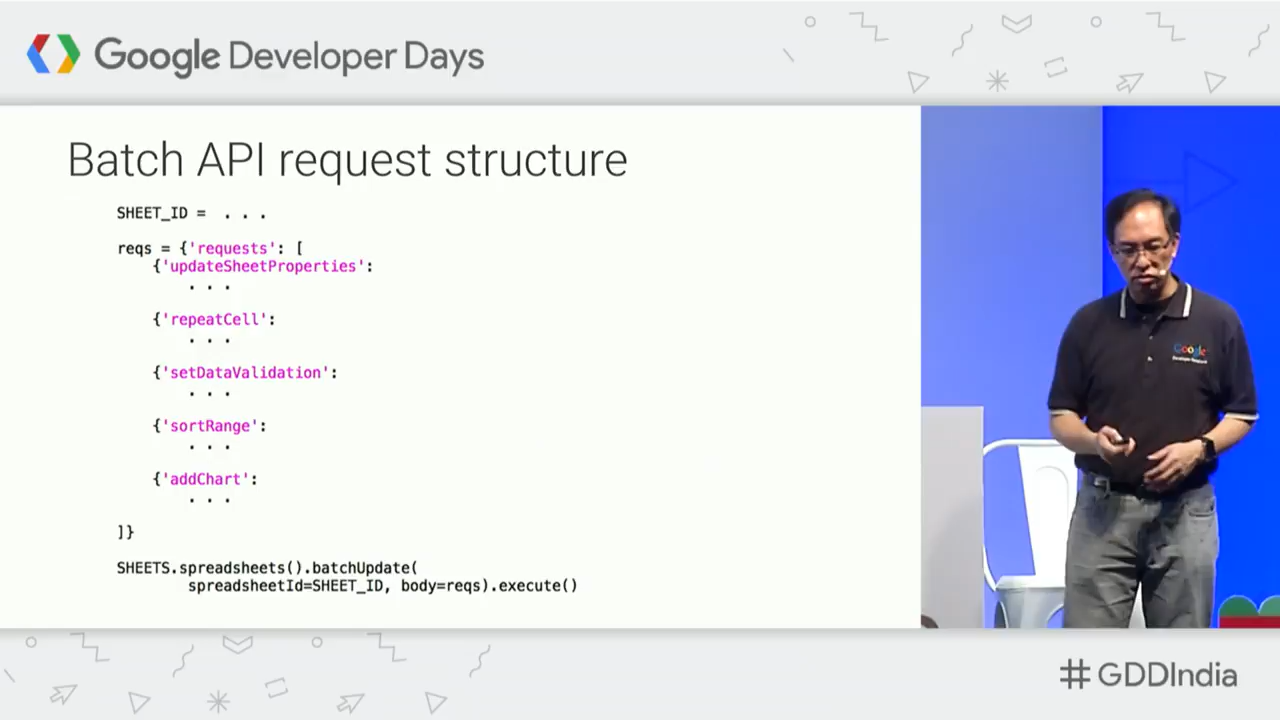 Google Developer Days
Batch API request structure
SHEET_ID = . . .
reqs = {'requests': [
{'updateSheetProperties':
. . .
{'repeatCell':
. . .
{'setDataValidation':
. . .
{'sortRange':
. . .
{'addChart':
. . .
]}
SHEETS.spreadsheets().batchUpdate(
spreadsheetId=SHEET_ID, body=reqs).execute()
Google
#GDDIndia